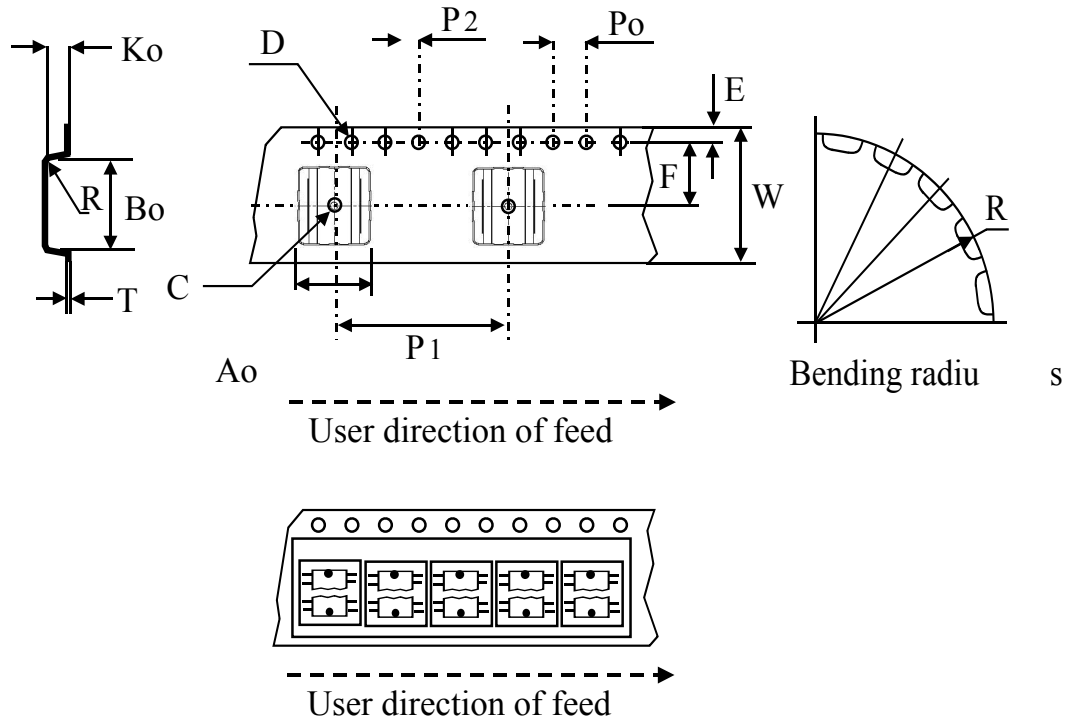 P2
Po
Ko
D
E
F
W
R
Bo
R
C
T
P1
Ao
Bending radiu s
User direction of feed
User direction of feed